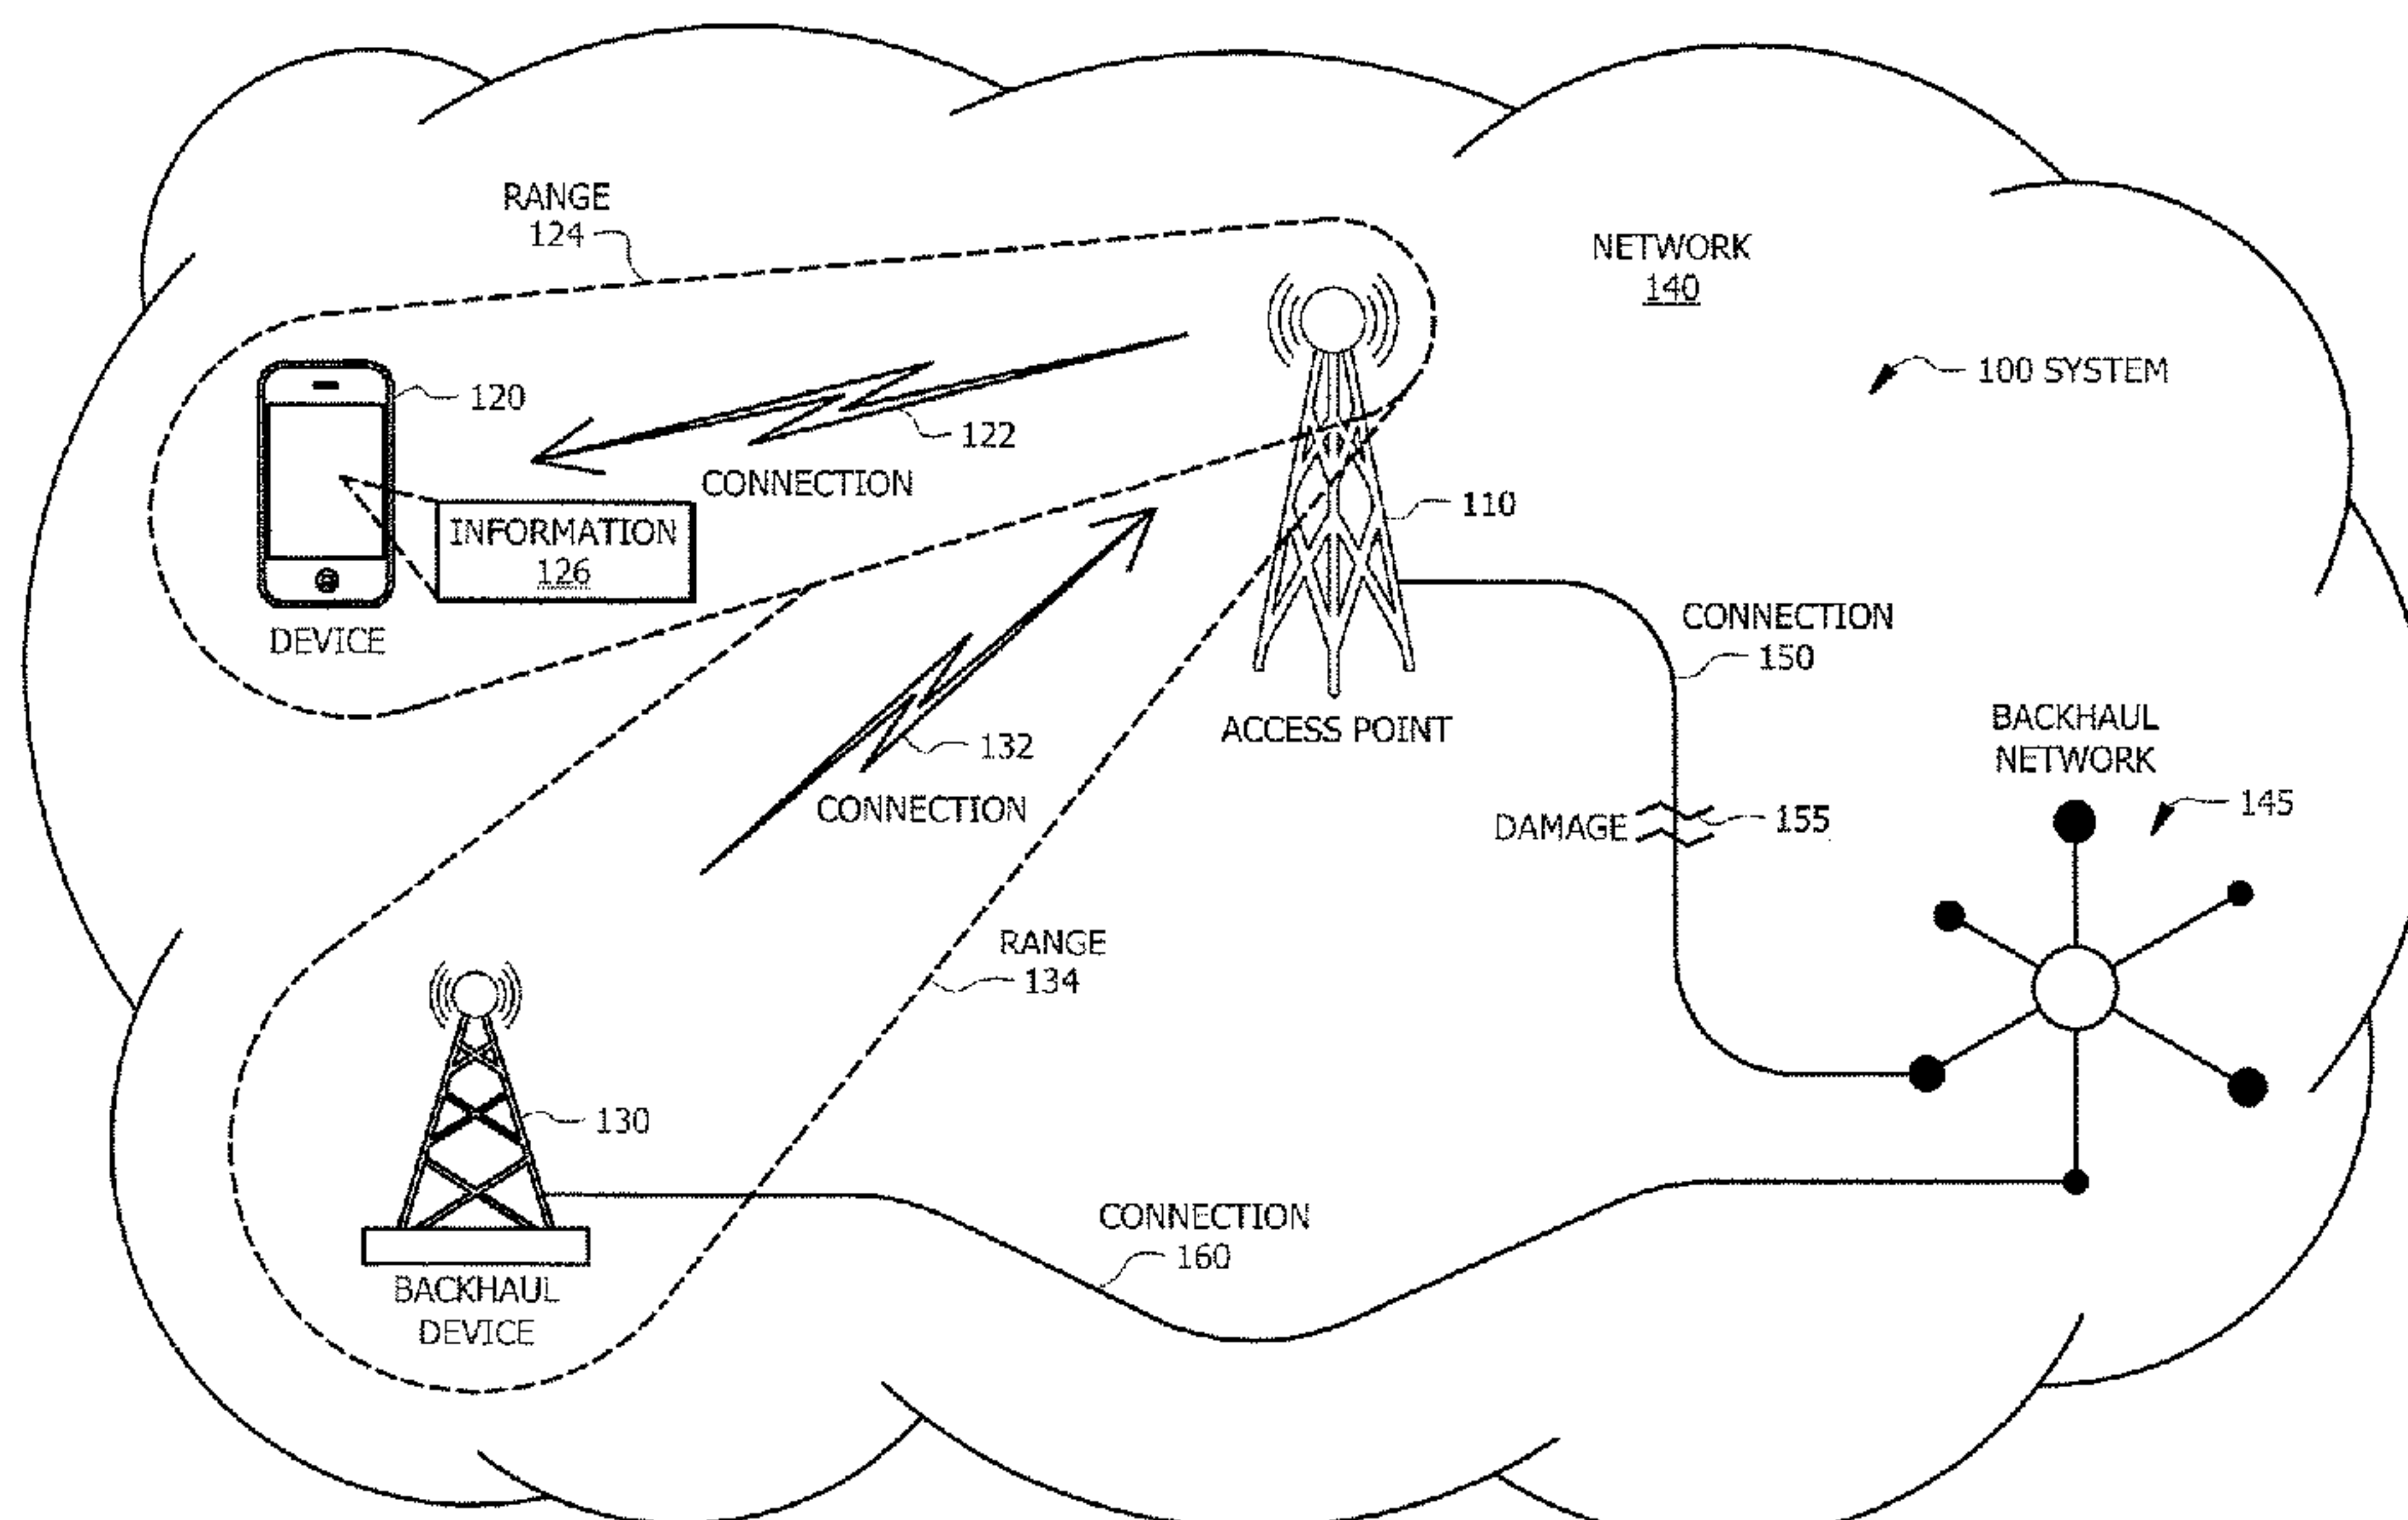 RANGE
124
NETWORK
140
100 SYSTEM
120
122
CONNECTION
INFORMATION
126
DEVICE
110
CONNECTION
150
ACCESS POINT
132
CONNECTION
BACKHAUL
NETWORK
145
DAMAGE
155
RANGE
134
130
BACKHAUL
DEVICE
CONNECTION
160